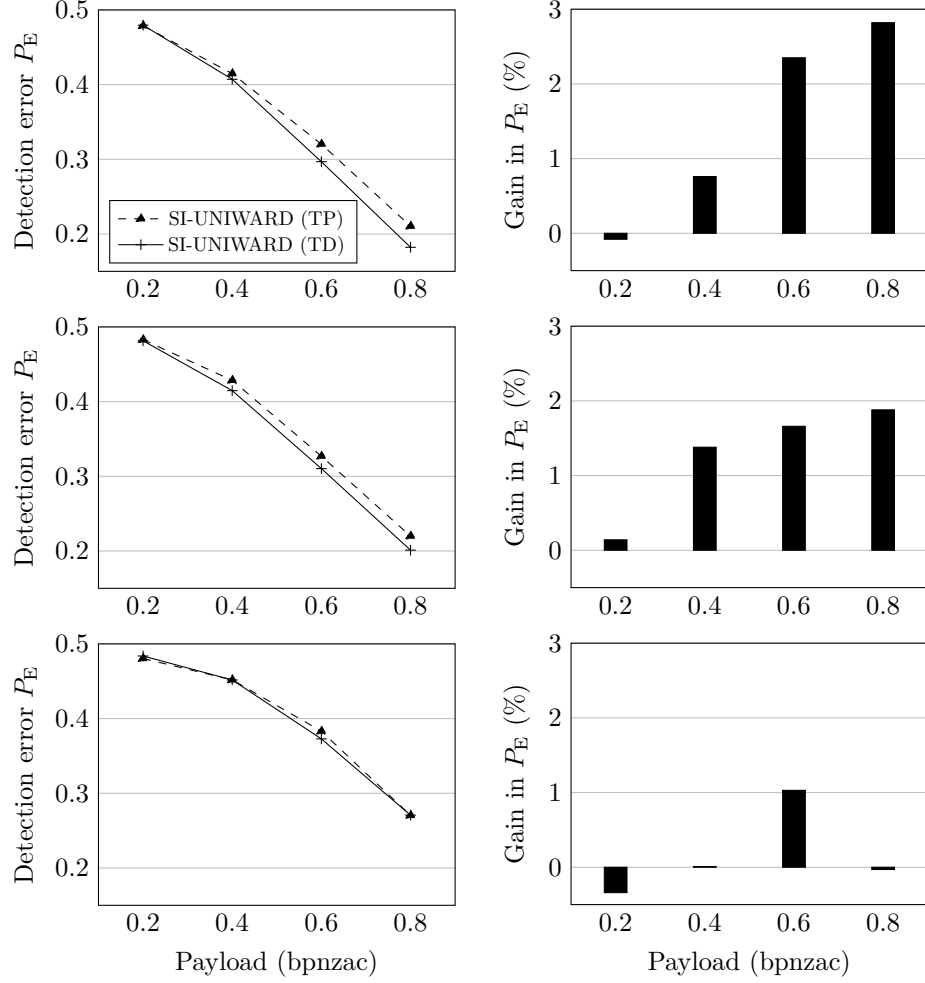 Detection error P_E
0.5
0.4
0.3
0.2
SI-UNIWARD (TP)
SI-UNIWARD (TD)
0.2 0.4 0.6 0.8
Gain in P_E (%)
3
2
1
0
0.2 0.4 0.6 0.8
Detection error P_E
0.5
0.4
0.3
0.2
0.2 0.4 0.6 0.8
Gain in P_E (%)
3
2
1
0
0.2 0.4 0.6 0.8
Detection error P_E
0.5
0.4
0.3
0.2
0.2 0.4 0.6 0.8
Payload (bpnzac)
Gain in P_E (%)
3
2
1
0
0.2 0.4 0.6 0.8
Payload (bpnzac)